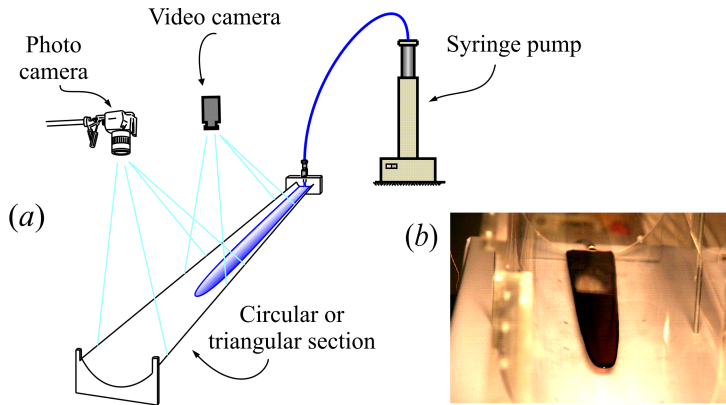 Video camera
Photo
camera
Syringe pump
(a)
(b)
Circular or
triangular section